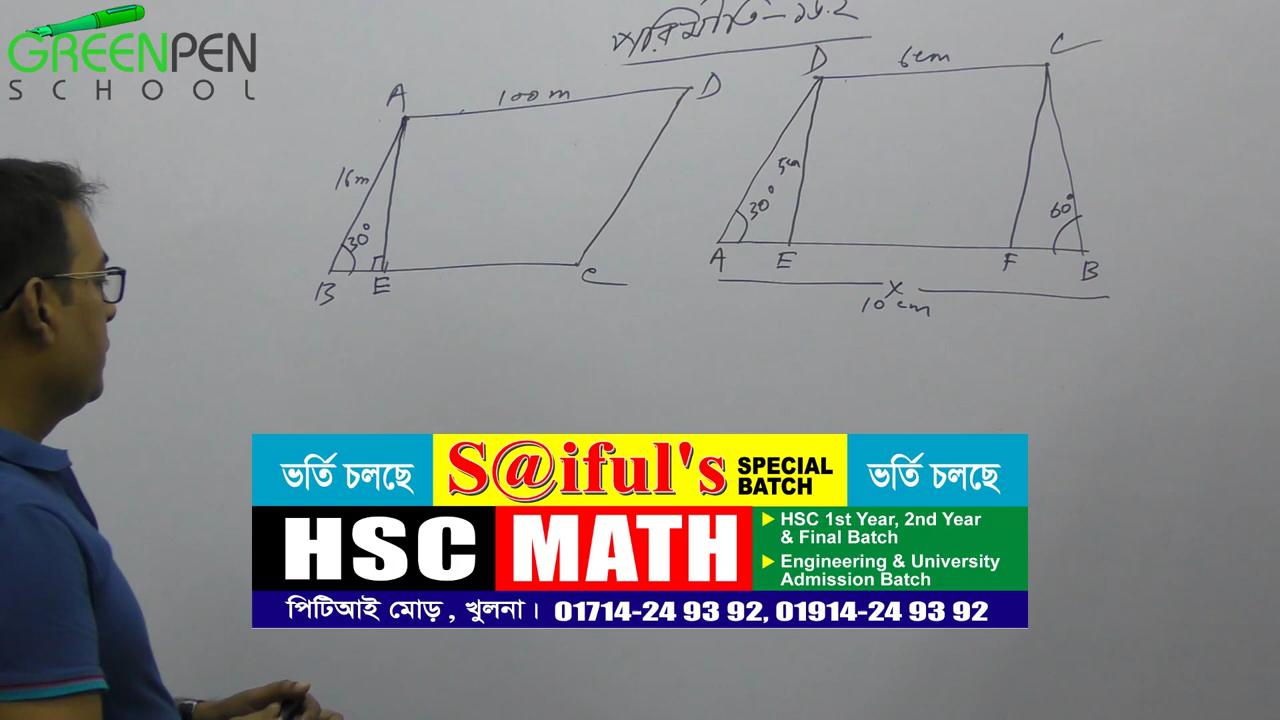 GREENPEN
SCHOOL
পরিমিতি-১৬.২
A
100 m
D
16m
30°
B
E
C
D
6cm
C
5cm
30°
60°
A
E
F
B
X
10 cm
ভর্তি চলছে
S@iful's
SPECIAL
BATCH
ভর্তি চলছে
HSC MATH
HSC 1st Year, 2nd Year
& Final Batch
Engineering & University
Admission Batch
পিটিআই মোড়, খুলনা। 01714-24 93 92, 01914-24 93 92